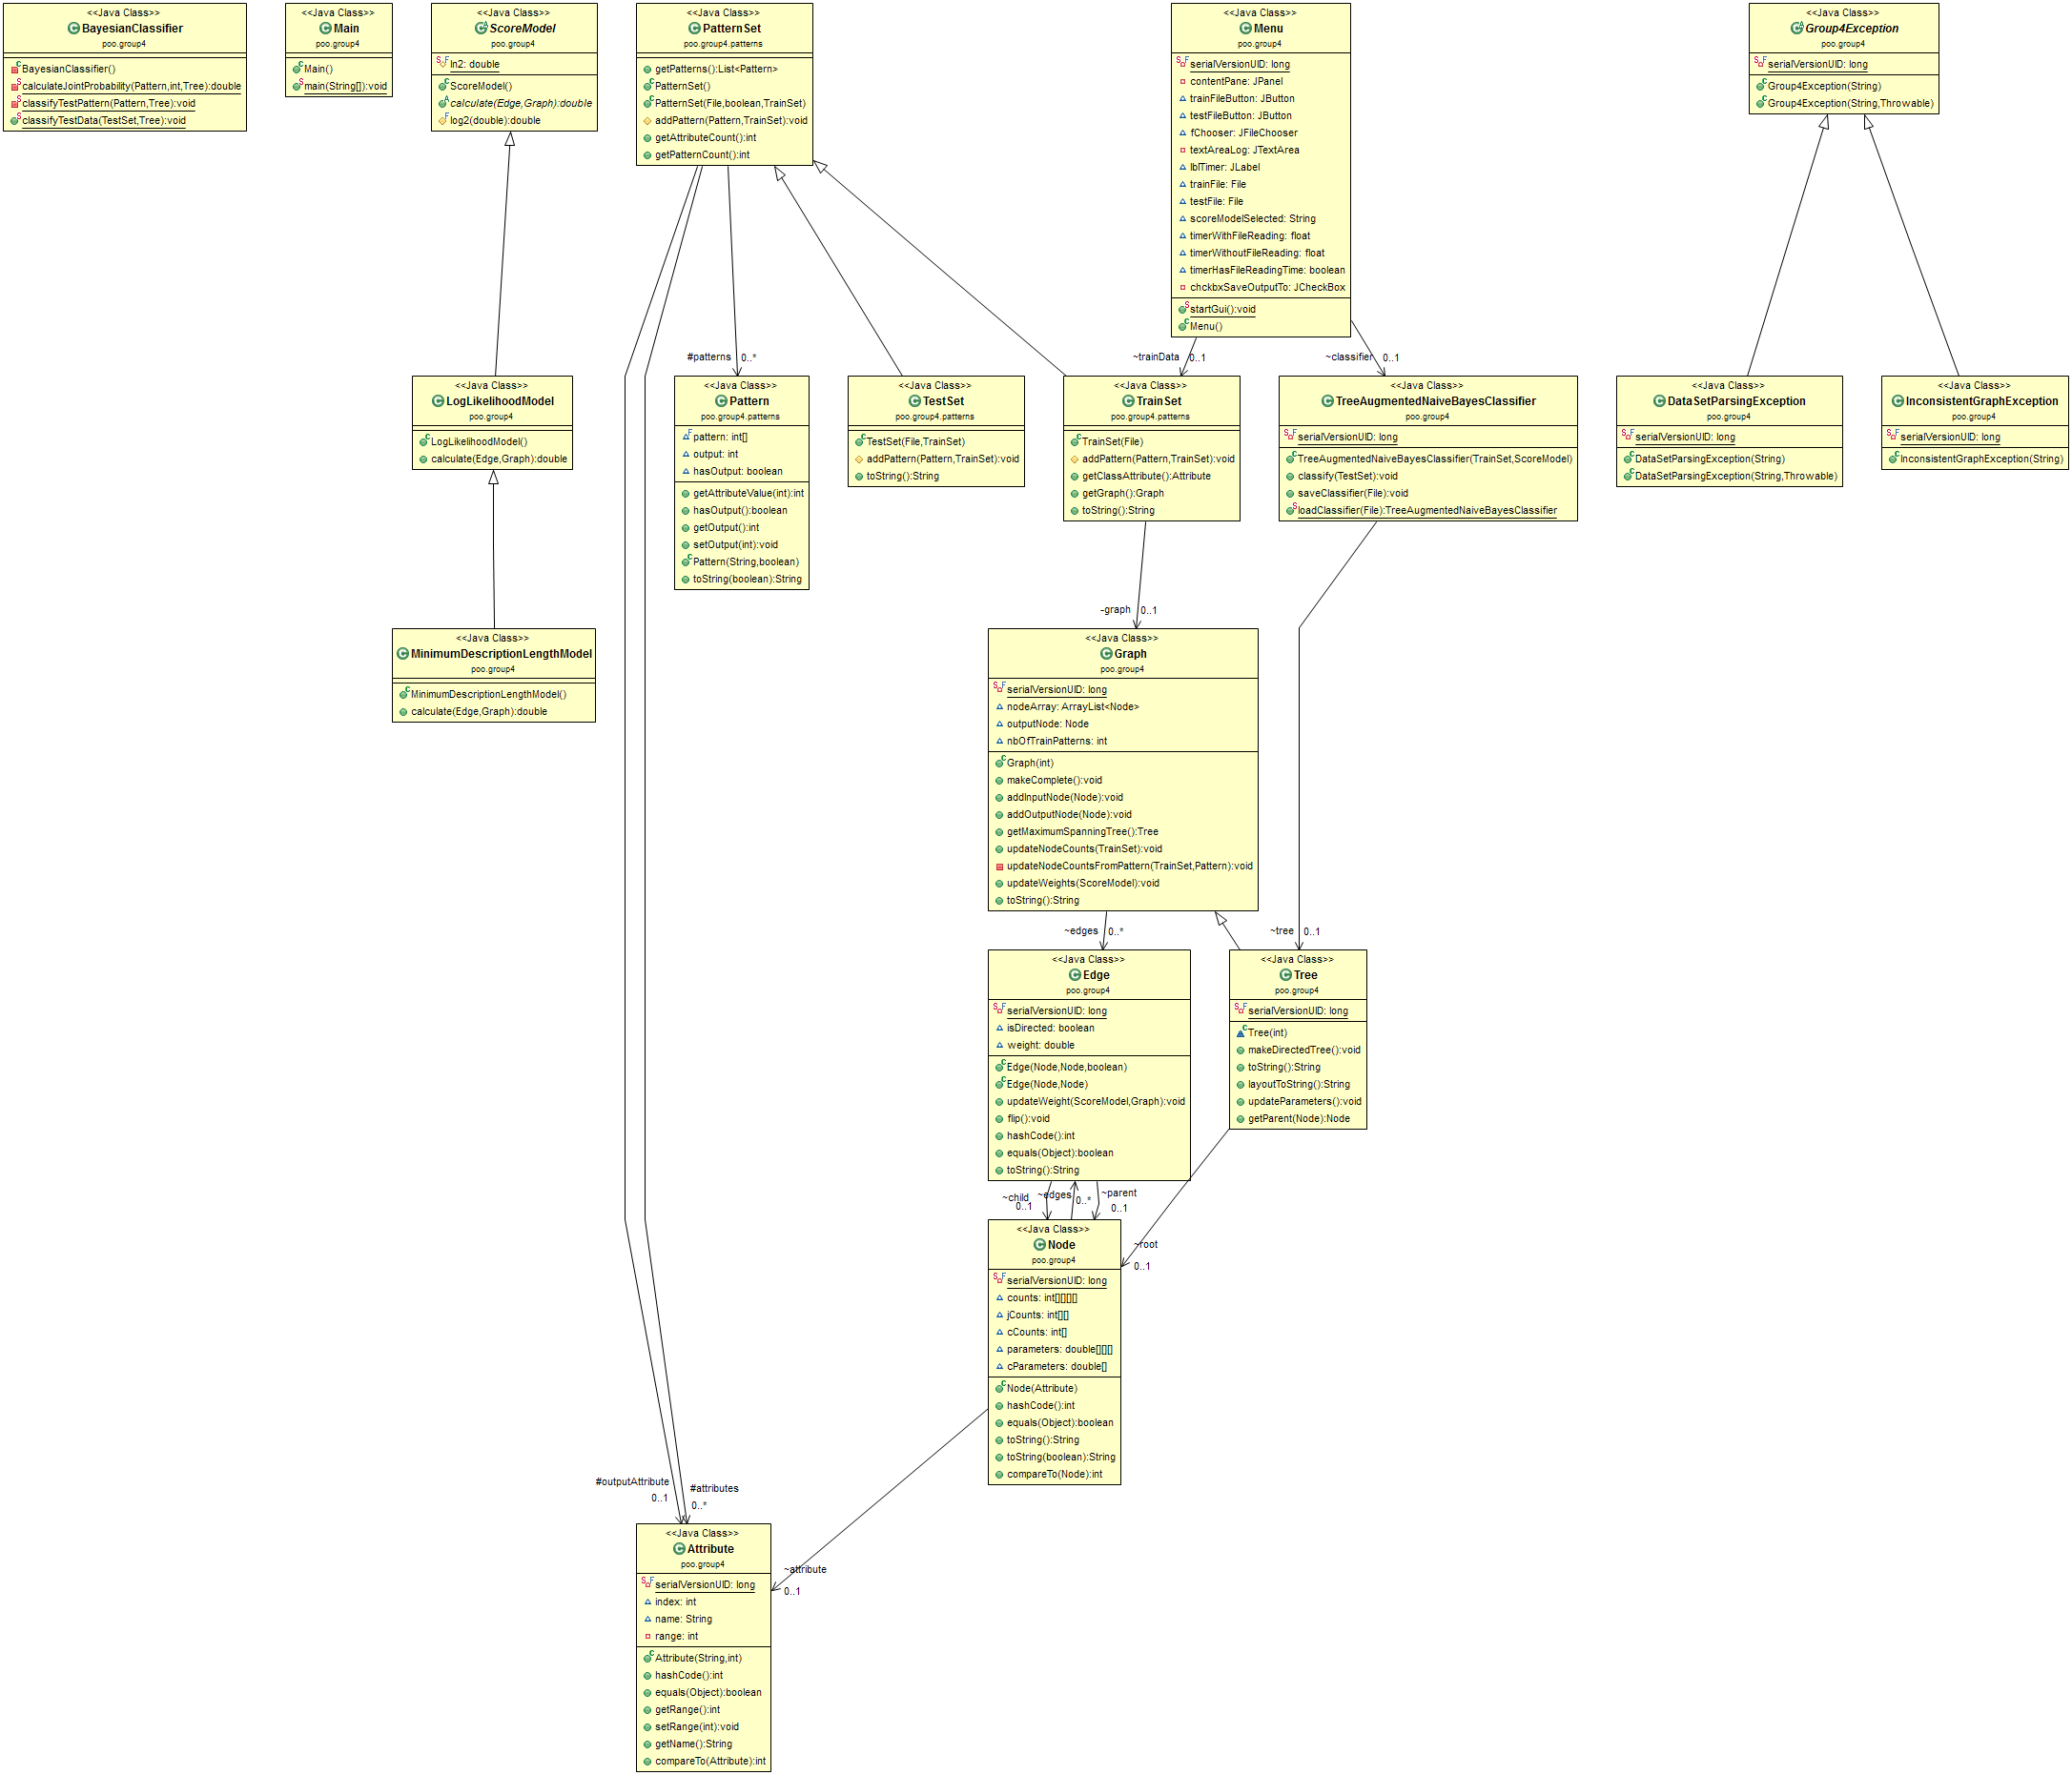 <<Java Class>>
BayesianClassifier
poo.group4
BayesianClassifier()
calculateJointProbability(Pattern,int,Tree):double
classifyTestPattern(Pattern,Tree):void
classifyTestData(TestSet,Tree):void
<<Java Class>>
Main
poo.group4
Main()
main(String[]):void
<<Java Class>>
ScoreModel
poo.group4
ln2: double
ScoreModel()
calculate(Edge,Graph):double
log2(double):double
<<Java Class>>
PatternSet
poo.group4.patterns
getPatterns():List<Pattern>
PatternSet()
PatternSet(File,boolean,TrainSet)
addPattern(Pattern,TrainSet):void
getAttributeCount():int
getPatternCount():int
<<Java Class>>
Menu
poo.group4
serialVersionUID: long
contentPane: JPanel
trainFileButton: JButton
testFileButton: JButton
fChooser: JFileChooser
textAreaLog: JTextArea
lblTimer: JLabel
trainFile: File
testFile: File
scoreModelSelected: String
timerWithFileReading: float
timerWithoutFileReading: float
timerHasFileReadingTime: boolean
chckbxSaveOutputTo: JCheckBox
startGui():void
Menu()
<<Java Class>>
Group4Exception
poo.group4
serialVersionUID: long
Group4Exception(String)
Group4Exception(String,Throwable)
#patterns 0..*
~trainData 0..1
~classifier 0..1
<<Java Class>>
LogLikelihoodModel
poo.group4
LogLikelihoodModel()
calculate(Edge,Graph):double
<<Java Class>>
Pattern
poo.group4.patterns
pattern: int[]
output: int
hasOutput: boolean
getAttributeValue(int):int
hasOutput():boolean
getOutput():int
setOutput(int):void
Pattern(String,boolean)
toString(boolean):String
<<Java Class>>
TestSet
poo.group4.patterns
TestSet(File,TrainSet)
addPattern(Pattern,TrainSet):void
toString():String
<<Java Class>>
TrainSet
poo.group4.patterns
TrainSet(File)
addPattern(Pattern,TrainSet):void
getClassAttribute():Attribute
getGraph():Graph
toString():String
<<Java Class>>
TreeAugmentedNaiveBayesClassifier
poo.group4
serialVersionUID: long
TreeAugmentedNaiveBayesClassifier(TrainSet,ScoreModel)
classify(TestSet):void
saveClassifier(File):void
loadClassifier(File):TreeAugmentedNaiveBayesClassifier
<<Java Class>>
DataSetParsingException
poo.group4
serialVersionUID: long
DataSetParsingException(String)
DataSetParsingException(String,Throwable)
<<Java Class>>
InconsistentGraphException
poo.group4
serialVersionUID: long
InconsistentGraphException(String)
-graph 0..1
<<Java Class>>
MinimumDescriptionLengthModel
poo.group4
MinimumDescriptionLengthModel()
calculate(Edge,Graph):double
<<Java Class>>
Graph
poo.group4
serialVersionUID: long
nodeArray: ArrayList<Node>
outputNode: Node
nbOfTrainPatterns: int
Graph(int)
makeComplete():void
addInputNode(Node):void
addOutputNode(Node):void
getMaximumSpanningTree():Tree
updateNodeCounts(TrainSet):void
updateNodeCountsFromPattern(TrainSet,Pattern):void
updateWeights(ScoreModel):void
toString():String
~edges 0..*
~tree 0..1
<<Java Class>>
Edge
poo.group4
serialVersionUID: long
isDirected: boolean
weight: double
Edge(Node,Node,boolean)
Edge(Node,Node)
updateWeight(ScoreModel,Graph):void
flip():void
hashCode():int
equals(Object):boolean
toString():String
<<Java Class>>
Tree
poo.group4
serialVersionUID: long
Tree(int)
makeDirectedTree():void
toString():String
layoutToString():String
updateParameters():void
getParent(Node):Node
~child
0..1
~edges
0..*
~parent
0..1
~root
0..1
<<Java Class>>
Node
poo.group4
serialVersionUID: long
counts: int[][][][]
jCounts: int[][]
cCounts: int[]
parameters: double[][][]
cParameters: double[]
Node(Attribute)
hashCode():int
equals(Object):boolean
toString():String
toString(boolean):String
compareTo(Node):int
#outputAttribute
0..1
#attributes
0..*
~attribute
0..1
<<Java Class>>
Attribute
poo.group4
serialVersionUID: long
index: int
name: String
range: int
Attribute(String,int)
hashCode():int
equals(Object):boolean
getRange():int
setRange(int):void
getName():String
compareTo(Attribute):int